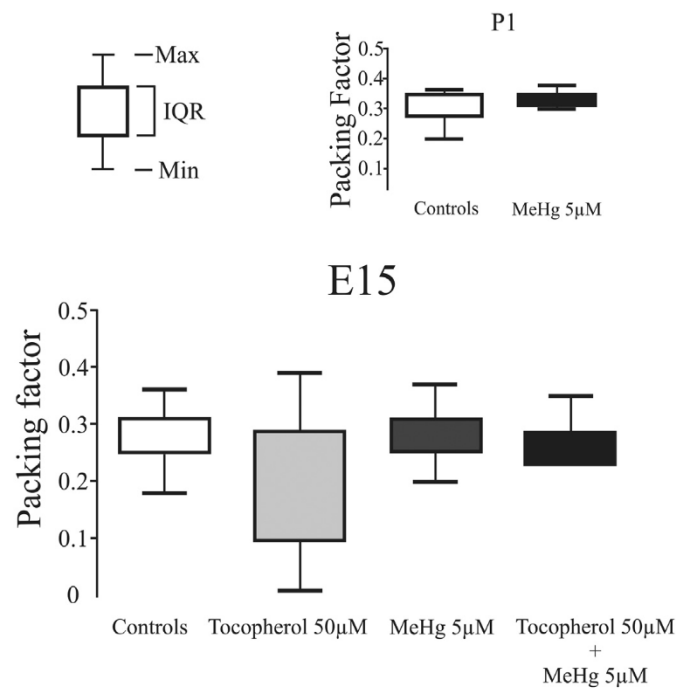 Max
IQR
Min
P1
Packing Factor
0.5
0.4
0.3
0.2
0.1
Controls MeHg 5µM
E15
Packing factor
0.5
0.4
0.3
0.2
0.1
0
Controls Tocopherol 50µM MeHg 5µM Tocopherol 50µM
+
MeHg 5µM